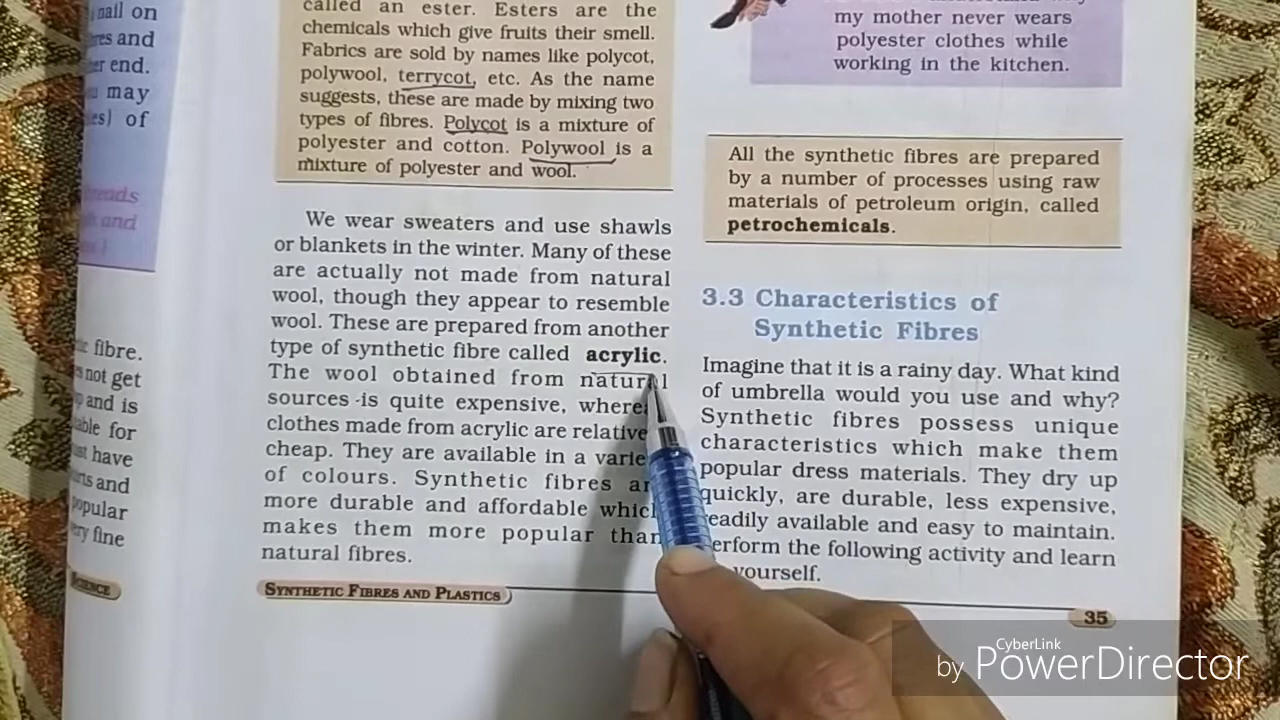 nail on
res and
er end.
may
es) of
reads
and
fibre.
not get
and is
able for
ust have
rts and
popular
ery fine
SCIENCE
called an ester. Esters are the
chemicals which give fruits their smell.
Fabrics are sold by names like polycot,
polywool, terrycot, etc. As the name
suggests, these are made by mixing two
types of fibres. Polycot is a mixture of
polyester and cotton. Polywool is a
mixture of polyester and wool.
We wear sweaters and use shawls
or blankets in the winter. Many of these
are actually not made from natural
wool, though they appear to resemble
wool. These are prepared from another
type of synthetic fibre called acrylic.
The wool obtained from natural
sources is quite expensive, where
clothes made from acrylic are relative
cheap. They are available in a varie
of colours. Synthetic fibres ar
more durable and affordable which
makes them more popular than
natural fibres.
SYNTHETIC FIBRES AND PLASTICS
my mother never wears
polyester clothes while
working in the kitchen.
All the synthetic fibres are prepared
by a number of processes using raw
materials of petroleum origin, called
petrochemicals.
3.3 Characteristics of
Synthetic Fibres
Imagine that it is a rainy day. What kind
of umbrella would you use and why?
Synthetic fibres possess unique
characteristics which make them
popular dress materials. They dry up
quickly, are durable, less expensive,
readily available and easy to maintain.
erform the following activity and learn
yourself.
35
CyberLink
by PowerDirector